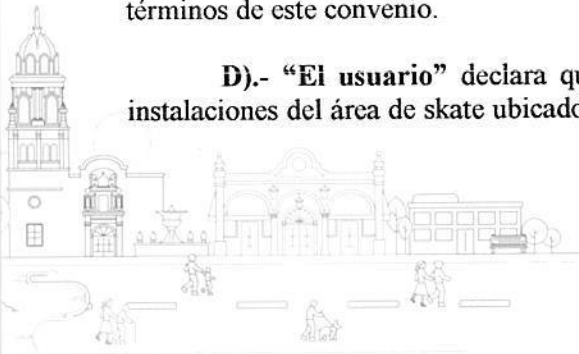 términos de este convenio.
D).- “El usuario” declara qu
instalaciones del área de skate ubicado